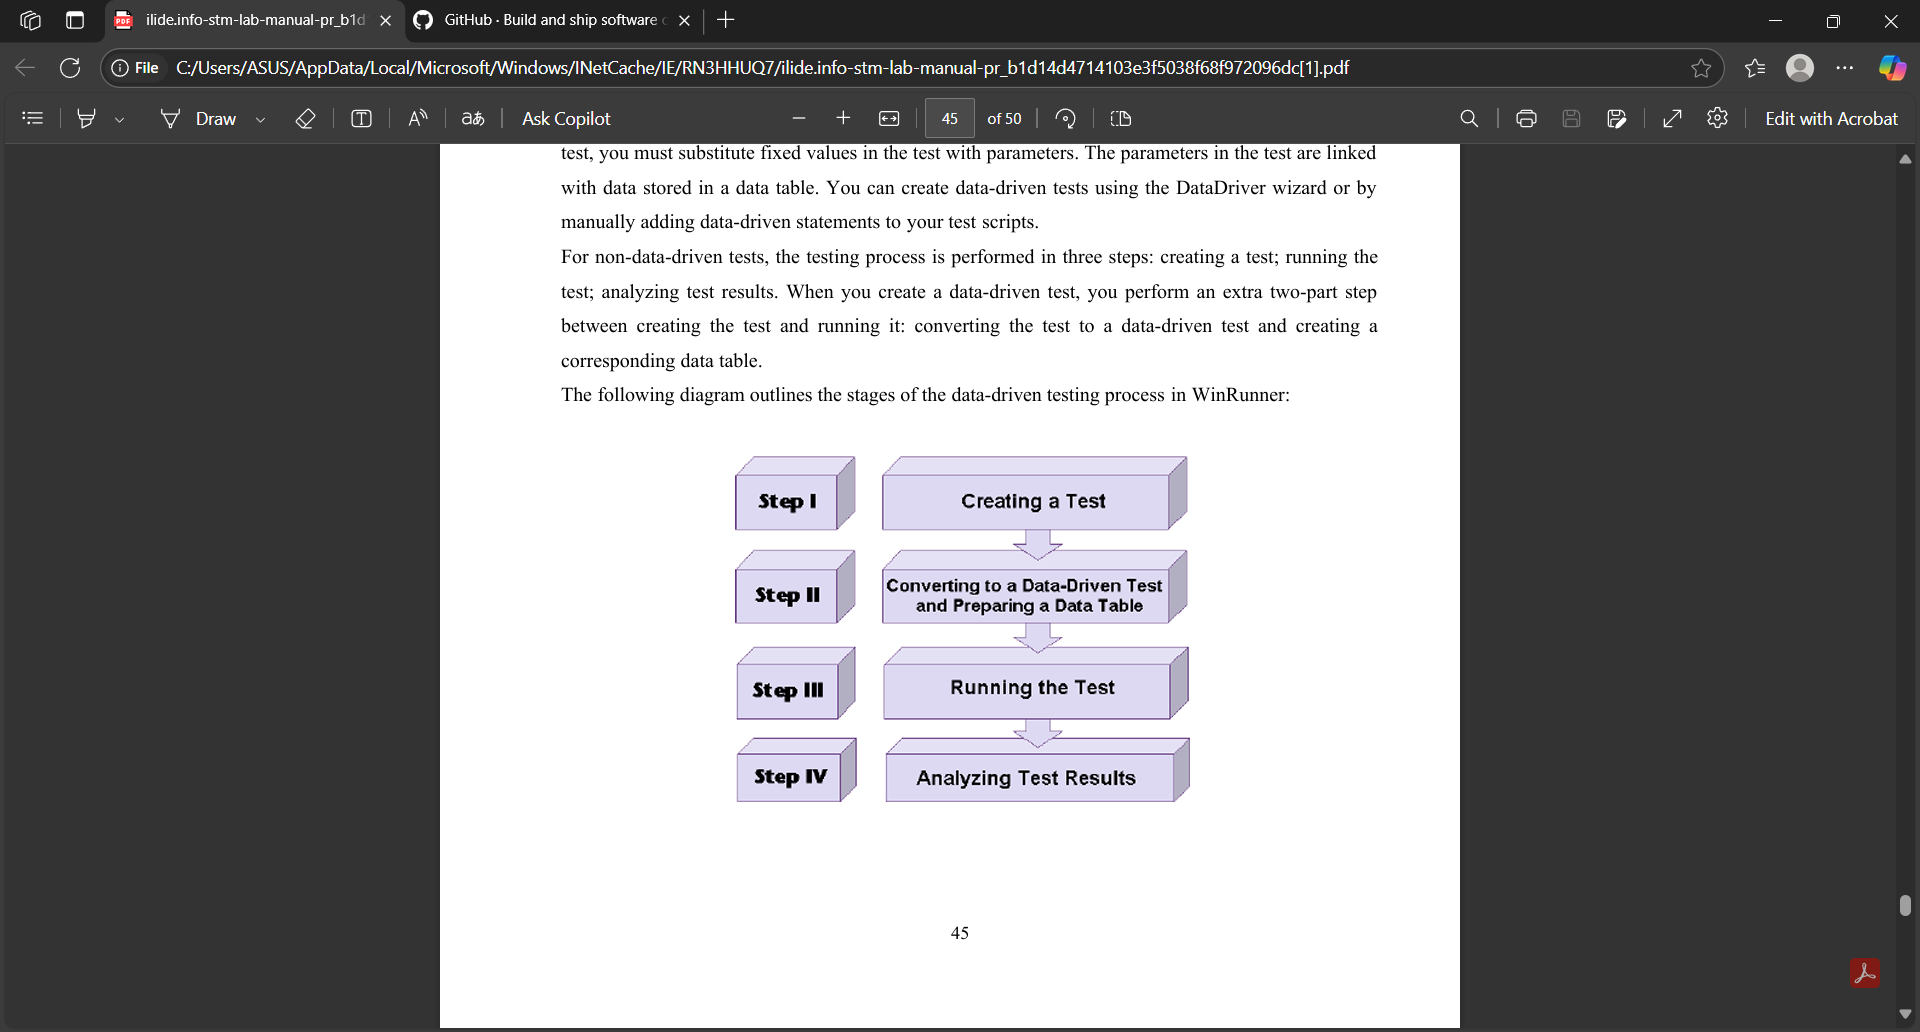 ilide.info-stm-lab-manual-pr_b1d
GitHub · Build and ship software
File
C:/Users/ASUS/AppData/Local/Microsoft/Windows/INetCache/IE/RN3HHUQ7/ilide.info-stm-lab-manual-pr_b1d14d4714103e3f5038f68f972096dc[1].pdf
Draw
aあ
Ask Copilot
45
of 50
Edit with Acrobat
test, you must substitute fixed values in the test with parameters. The parameters in the test are linked
with data stored in a data table. You can create data-driven tests using the DataDriver wizard or by
manually adding data-driven statements to your test scripts.
For non-data-driven tests, the testing process is performed in three steps: creating a test; running the
test; analyzing test results. When you create a data-driven test, you perform an extra two-part step
between creating the test and running it: converting the test to a data-driven test and creating a
corresponding data table.
The following diagram outlines the stages of the data-driven testing process in WinRunner:
Step I
Creating a Test
Step II
Converting to a Data-Driven Test
and Preparing a Data Table
Step III
Running the Test
Step IV
Analyzing Test Results
45